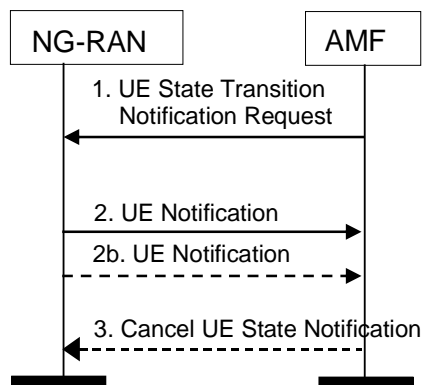 NG-RAN
AMF
1. UE State Transition
Notification Request
2. UE Notification
2b. UE Notification
3. Cancel UE State Notification